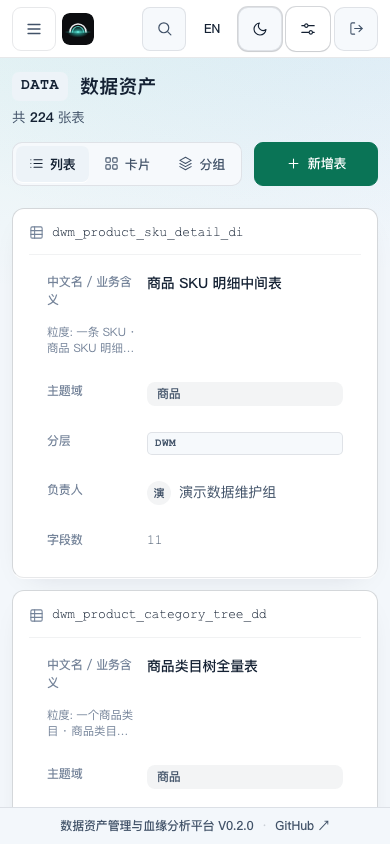 EN
DATA 数据资产
共 224 张表
列表 卡片 分组 新增表
dwm_product_sku_detail_di
中文名 / 业务含义 商品 SKU 明细中间表
粒度: 一条 SKU · 商品 SKU 明细…
主题域 商品
分层 DWM
负责人 演 演示数据维护组
字段数 11
dwm_product_category_tree_dd
中文名 / 业务含义 商品类目树全量表
粒度: 一个商品类目 · 商品类目…
主题域 商品
数据资产管理与血缘分析平台 V0.2.0 · GitHub ↗